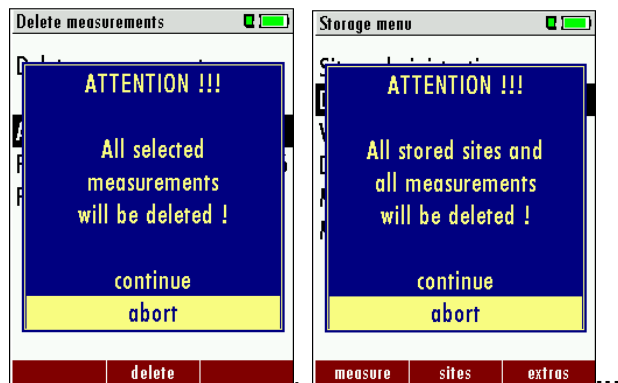 Delete measurements
ATTENTION !!!
All selected
measurements
will be deleted !
continue
abort
delete
Storage menu
ATTENTION !!!
All stored sites and
all measurements
will be deleted !
continue
abort
measure sites extras